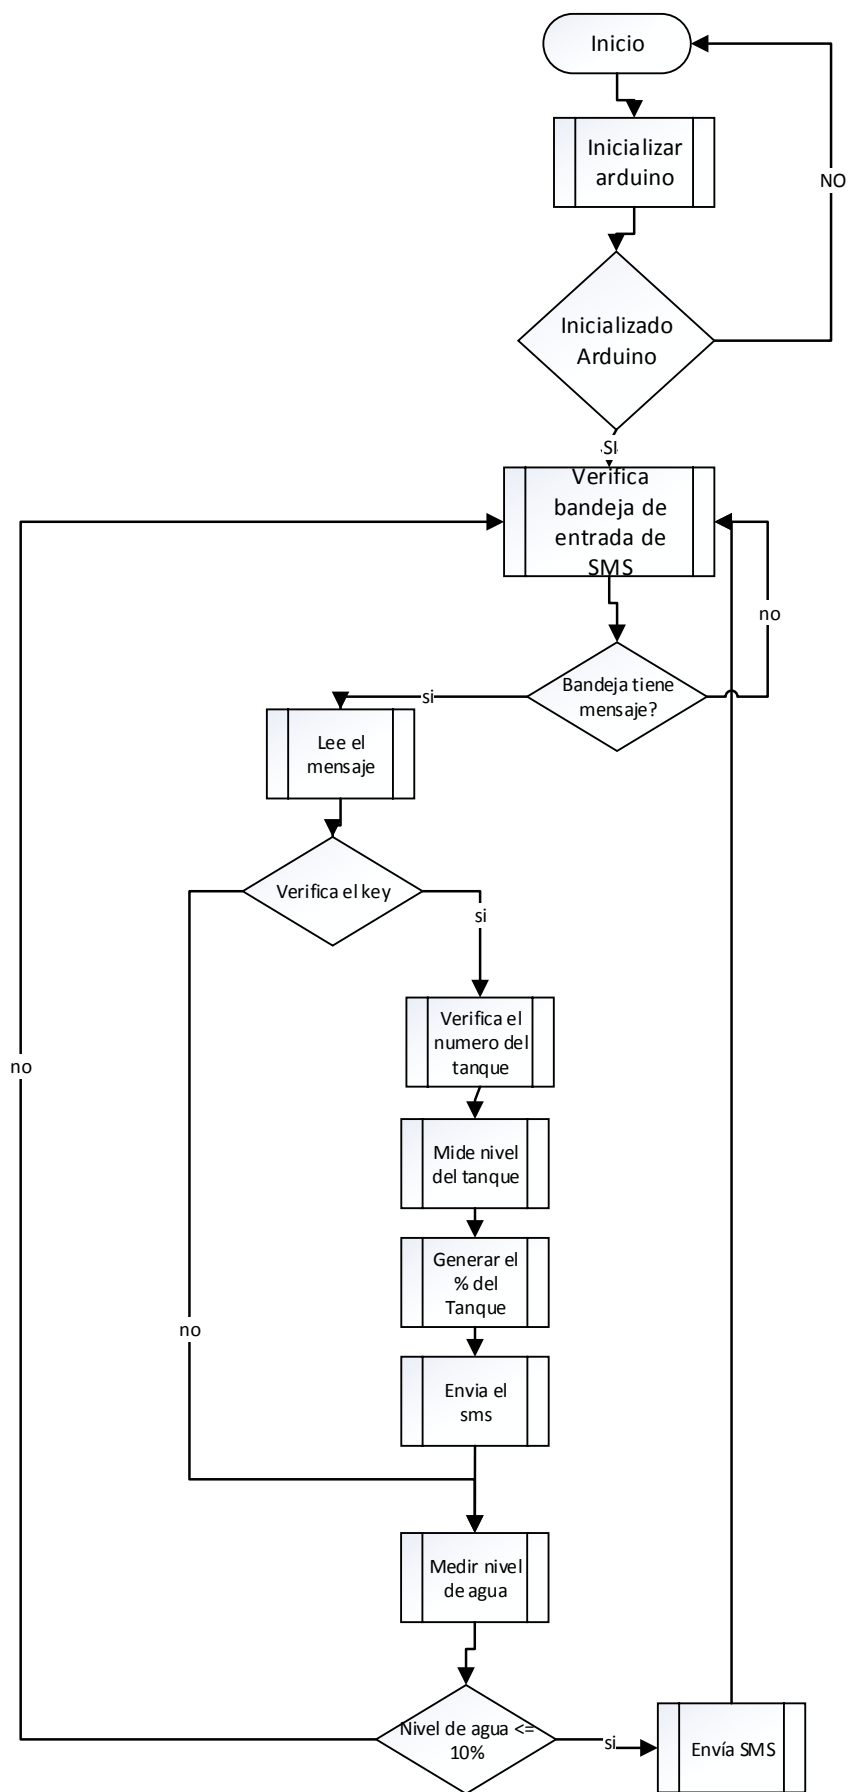 Inicio
Inicializar
arduino
NO
Inicializado
Arduino
SI
Verifica
bandeja de
entrada de
SMS
no
Bandeja tiene
mensaje?
si
Lee el
mensaje
Verifica el key
si
Verifica el
numero del
tanque
no
Mide nivel
del tanque
Generar el
% del
Tanque
no
Envia el
sms
Medir nivel
de agua
Nivel de agua <=
10%
si
Envía SMS